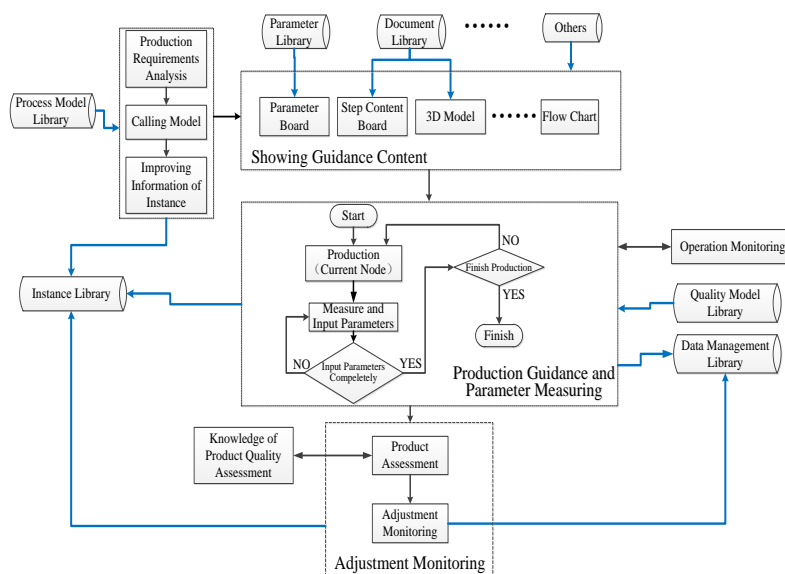 Production
Requirements
Analysis
Calling Model
Improving
Information of
Instance
Process Model
Library
Parameter
Library
Document
Library
••••••
Others
Parameter
Board
Step Content
Board
3D Model
••••••
Flow Chart
Showing Guidance Content
Start
Production
（Current Node）
Measure and
Input Parameters
Input Parameters
Compeletely
NO
YES
NO
Finish Production
YES
Finish
Production Guidance and
Parameter Measuring
Operation Monitoring
Quality Model
Library
Data Management
Library
Instance Library
Knowledge of
Product Quality
Assessment
Product
Assessment
Adjustment
Monitoring
Adjustment Monitoring